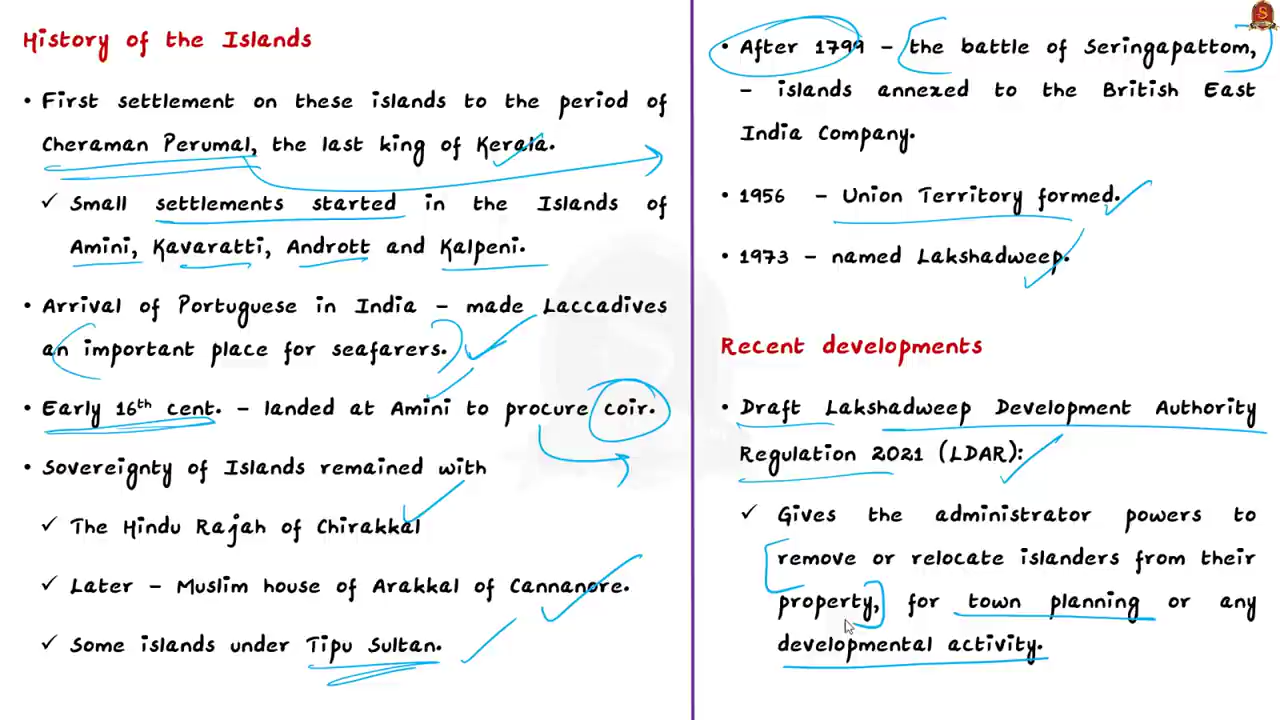 History of the Islands
• First settlement on these islands to the period of
Cheraman Perumal, the last king of Kerala.
✓ Small settlements started in the Islands of
Amini, Kavaratti, Andrott and Kalpeni.
• Arrival of Portuguese in India – made Laccadives
an important place for seafarers.
• Early 16th cent. – landed at Amini to procure coir.
• Sovereignty of Islands remained with
✓ The Hindu Rajah of Chirakkal
✓ Later – Muslim house of Arakkal of Cannanore.
✓ Some islands under Tipu Sultan.
• After 1799 – the battle of Seringapattom,
– islands annexed to the British East
India Company.
• 1956 – Union Territory formed.
• 1973 – named Lakshadweep.
Recent developments
• Draft Lakshadweep Development Authority
Regulation 2021 (LDAR):
✓ Gives the administrator powers to
remove or relocate islanders from their
property, for town planning or any
developmental activity.